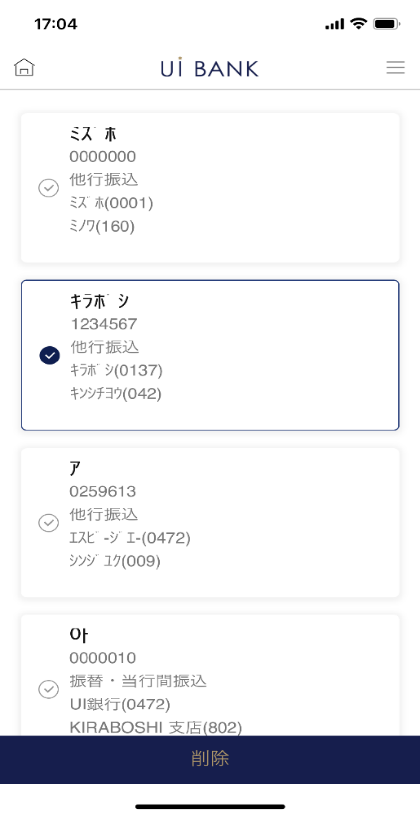 17:04
UI BANK
ﾐｽﾞﾎ
0000000
他行振込
ﾐｽﾞﾎ(0001)
ﾐﾉﾜ(160)
ｷﾗﾎﾞｼ
1234567
他行振込
ｷﾗﾎﾞｼ(0137)
ｷﾝｼﾁﾖｳ(042)
ｱ
0259613
他行振込
ｴｽﾋﾞ-ｼﾞｴ-(0472)
ｼﾝｼﾞﾕｸ(009)
아
0000010
振替・当行間振込
UI銀行(0472)
KIRABOSHI 支店(802)
削除